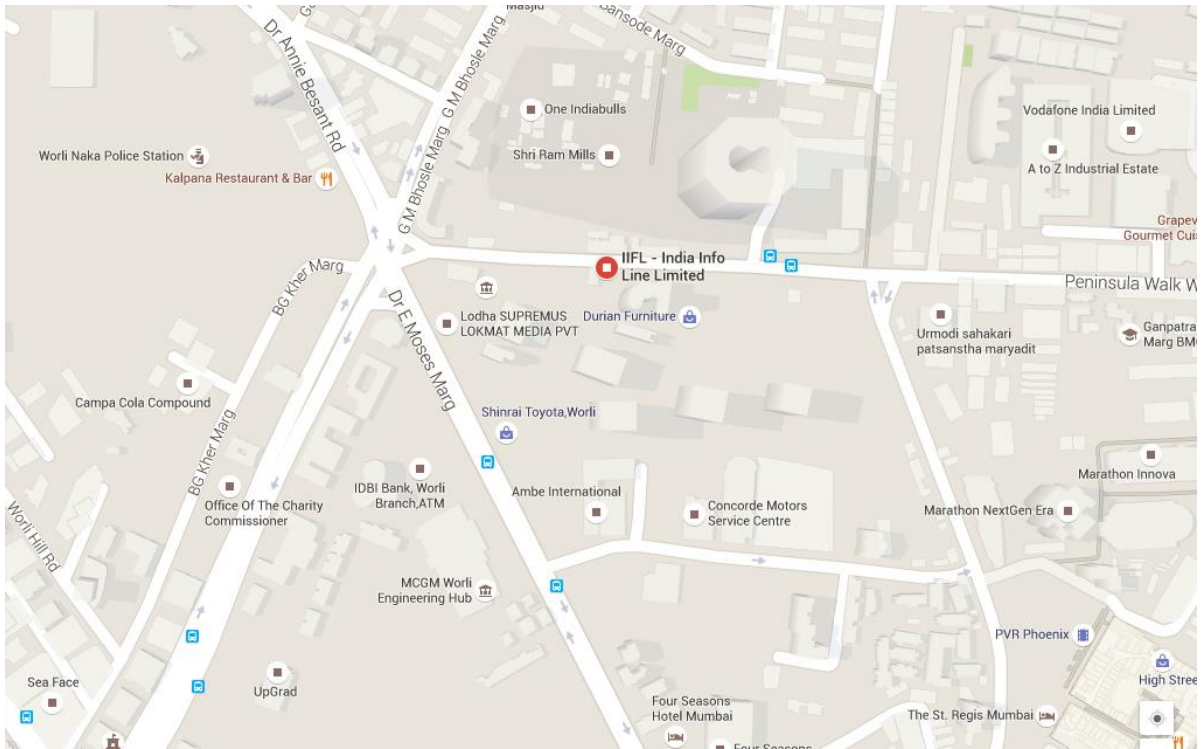 Masjid
Bansode Marg
Dr Annie Besant Rd
G M Bhosle Marg
G M Bhosle Marg
One Indiabulls
Vodafone India Limited
Worli Naka Police Station
Shri Ram Mills
A to Z Industrial Estate
Kalpana Restaurant & Bar
Grapev
Gourmet Cuis
IIFL - India Info
Line Limited
BG Kher Marg
Peninsula Walk W
Lodha SUPREMUS
LOKMAT MEDIA PVT
Durian Furniture
Urmodi sahakari
patsanstha maryadit
Ganpatra
Marg BM
Dr E Moses Marg
Campa Cola Compound
Shinrai Toyota,Worli
BG Kher Marg
IDBI Bank, Worli
Branch,ATM
Ambe International
Concorde Motors
Service Centre
Marathon Innova
Marathon NextGen Era
Office Of The Charity
Commissioner
Worli Hill Rd
MCGM Worli
Engineering Hub
PVR Phoenix
High Stree
Sea Face
UpGrad
Four Seasons
Hotel Mumbai
The St. Regis Mumbai
Four Seasons